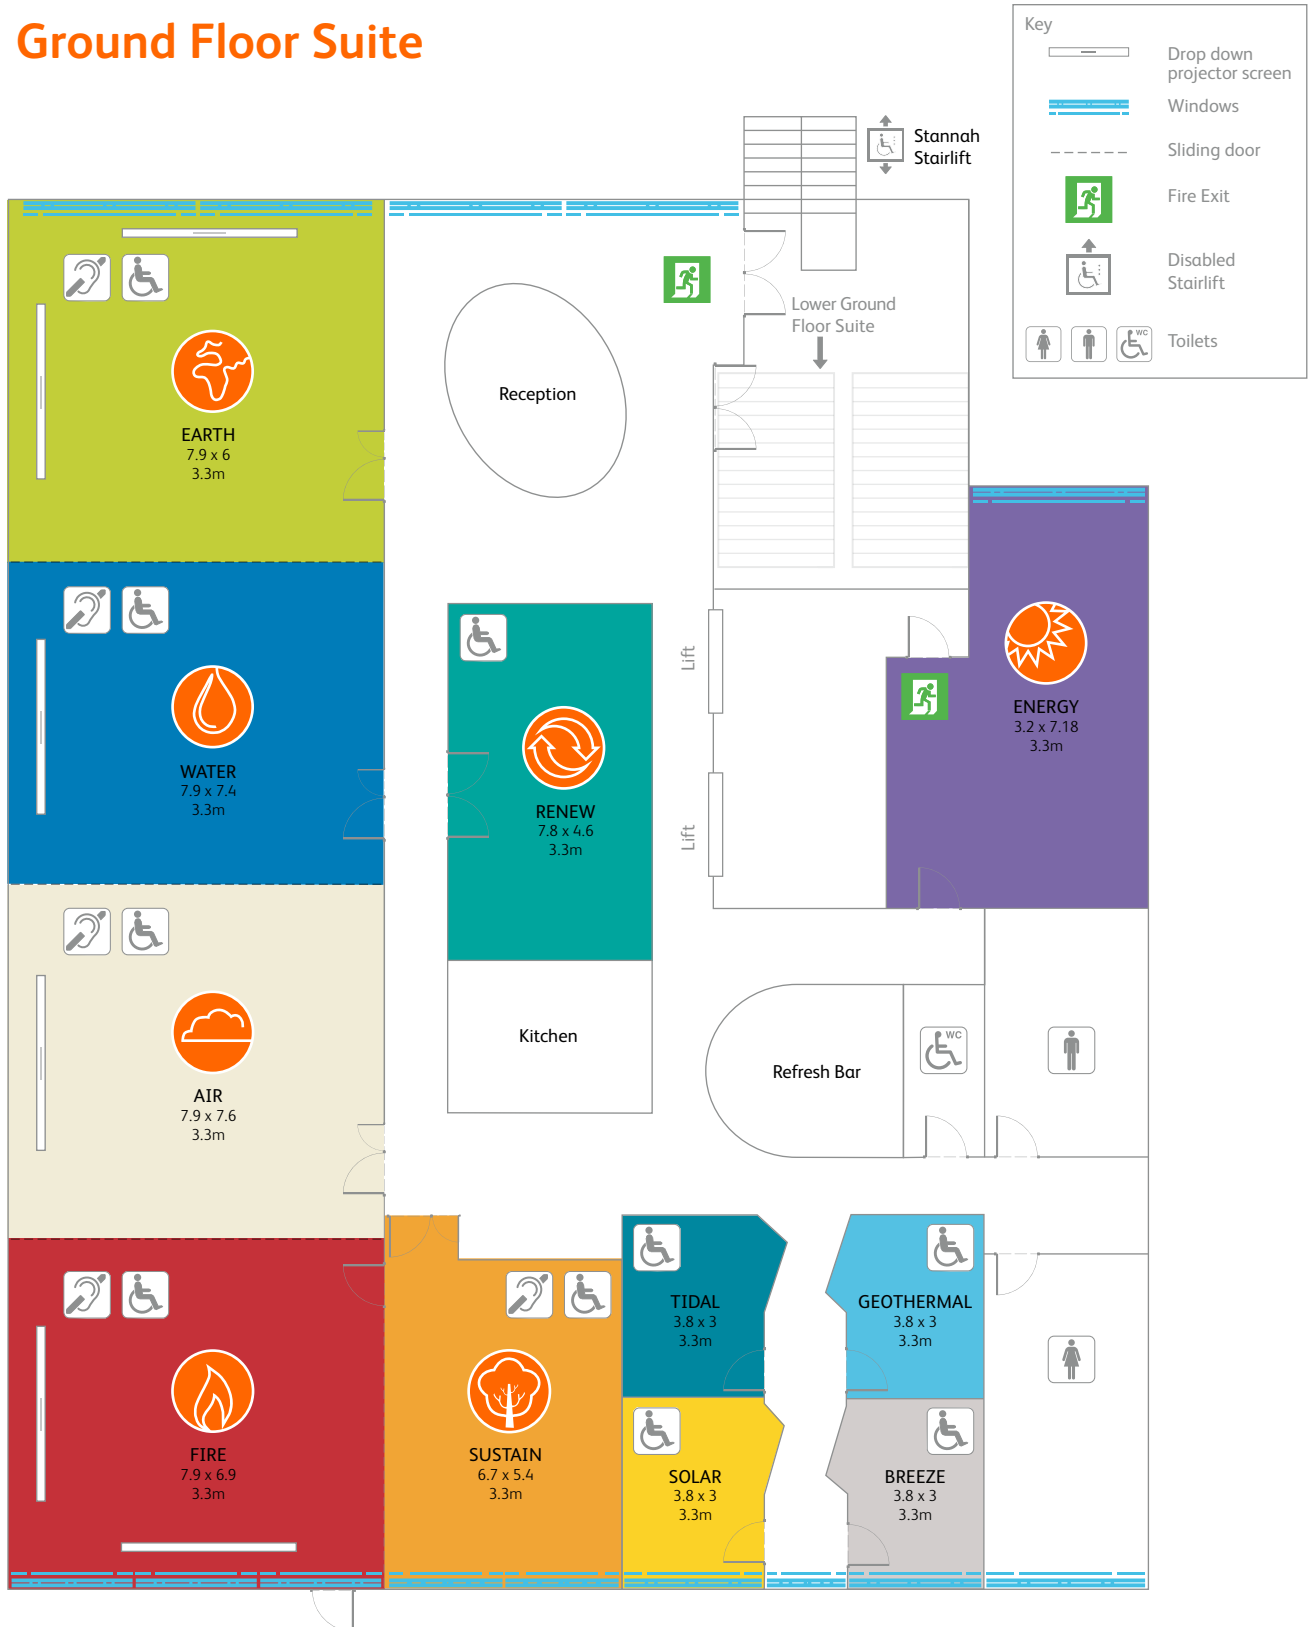 Ground Floor Suite
Key
Drop down
projector screen
Windows
Sliding door
Fire Exit
Disabled
Stairlift
WC
Toilets
Stannah
Stairlift
Lower Ground
Floor Suite
Reception
EARTH
7.9 x 6
3.3m
WATER
7.9 x 7.4
3.3m
RENEW
7.8 x 4.6
3.3m
Lift
Lift
ENERGY
3.2 x 7.18
3.3m
AIR
7.9 x 7.6
3.3m
Kitchen
Refresh Bar
WC
FIRE
7.9 x 6.9
3.3m
SUSTAIN
6.7 x 5.4
3.3m
TIDAL
3.8 x 3
3.3m
GEOTHERMAL
3.8 x 3
3.3m
SOLAR
3.8 x 3
3.3m
BREEZE
3.8 x 3
3.3m